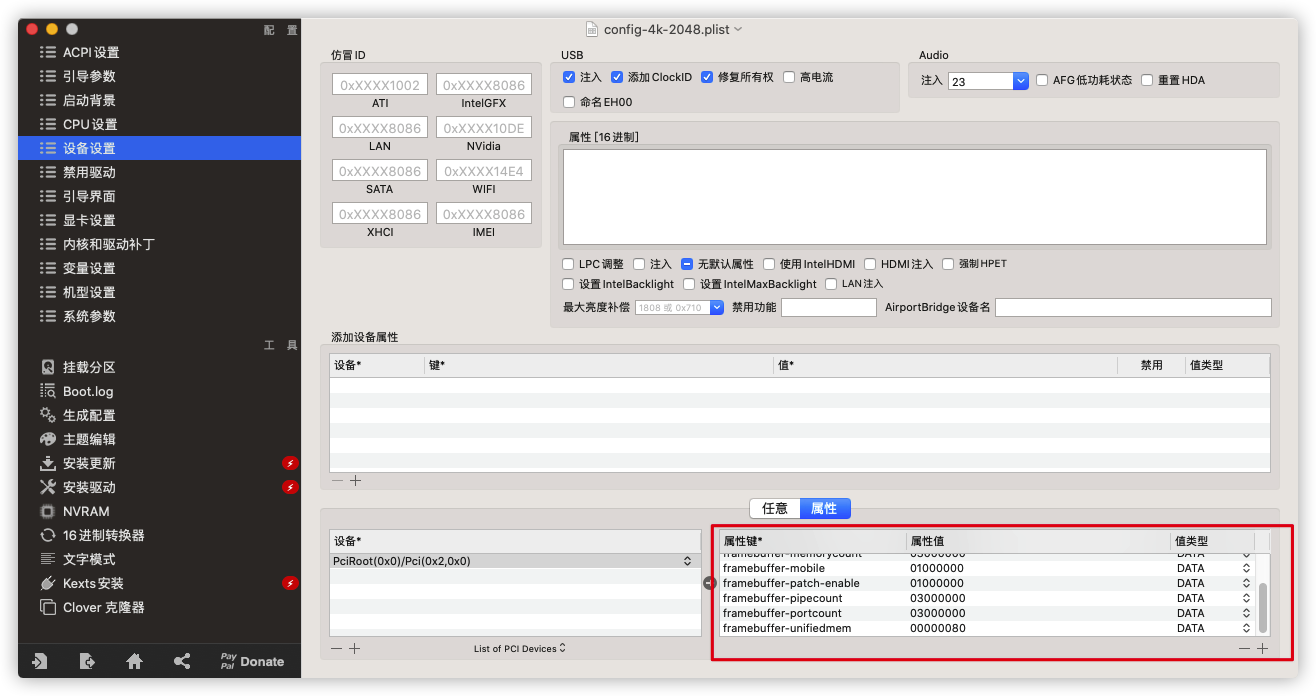 配 置
config-4k-2048.plist
ACPI 设置
引导参数
启动背景
CPU 设置
设备设置
禁用驱动
引导界面
显卡设置
内核和驱动补丁
变量设置
机型设置
系统参数
工 具
挂载分区
Boot.log
生成配置
主题编辑
安装更新
安装驱动
NVRAM
16 进制转换器
文字模式
Kexts 安装
Clover 克隆器
Pay Pal Donate
仿冒 ID
0xXXXX1002 0xXXXX8086
ATI IntelGFX
0xXXXX8086 0xXXXX10DE
LAN NVidia
0xXXXX8086 0xXXXX14E4
SATA WIFI
0xXXXX8086 0xXXXX8086
XHCI IMEI
USB
注入 添加 ClockID 修复所有权 高电流
命名 EH00
Audio
注入 23 AFG 低功耗状态 重置 HDA
属性 [16 进制]
LPC 调整 注入 无默认属性 使用 IntelHDMI HDMI 注入 强制 HPET
设置 IntelBacklight 设置 IntelMaxBacklight LAN 注入
最大亮度补偿 1808 或 0x710 禁用功能 AirportBridge 设备名
添加设备属性
设备* 键* 值* 禁用 值类型
任意 属性
设备*
PciRoot(0x0)/Pci(0x2,0x0)
List of PCI Devices
属性键* 属性值 值类型
framebuffer-memorycount 03000000 DATA
framebuffer-mobile 01000000 DATA
framebuffer-patch-enable 01000000 DATA
framebuffer-pipecount 03000000 DATA
framebuffer-portcount 03000000 DATA
framebuffer-unifiedmem 00000080 DATA